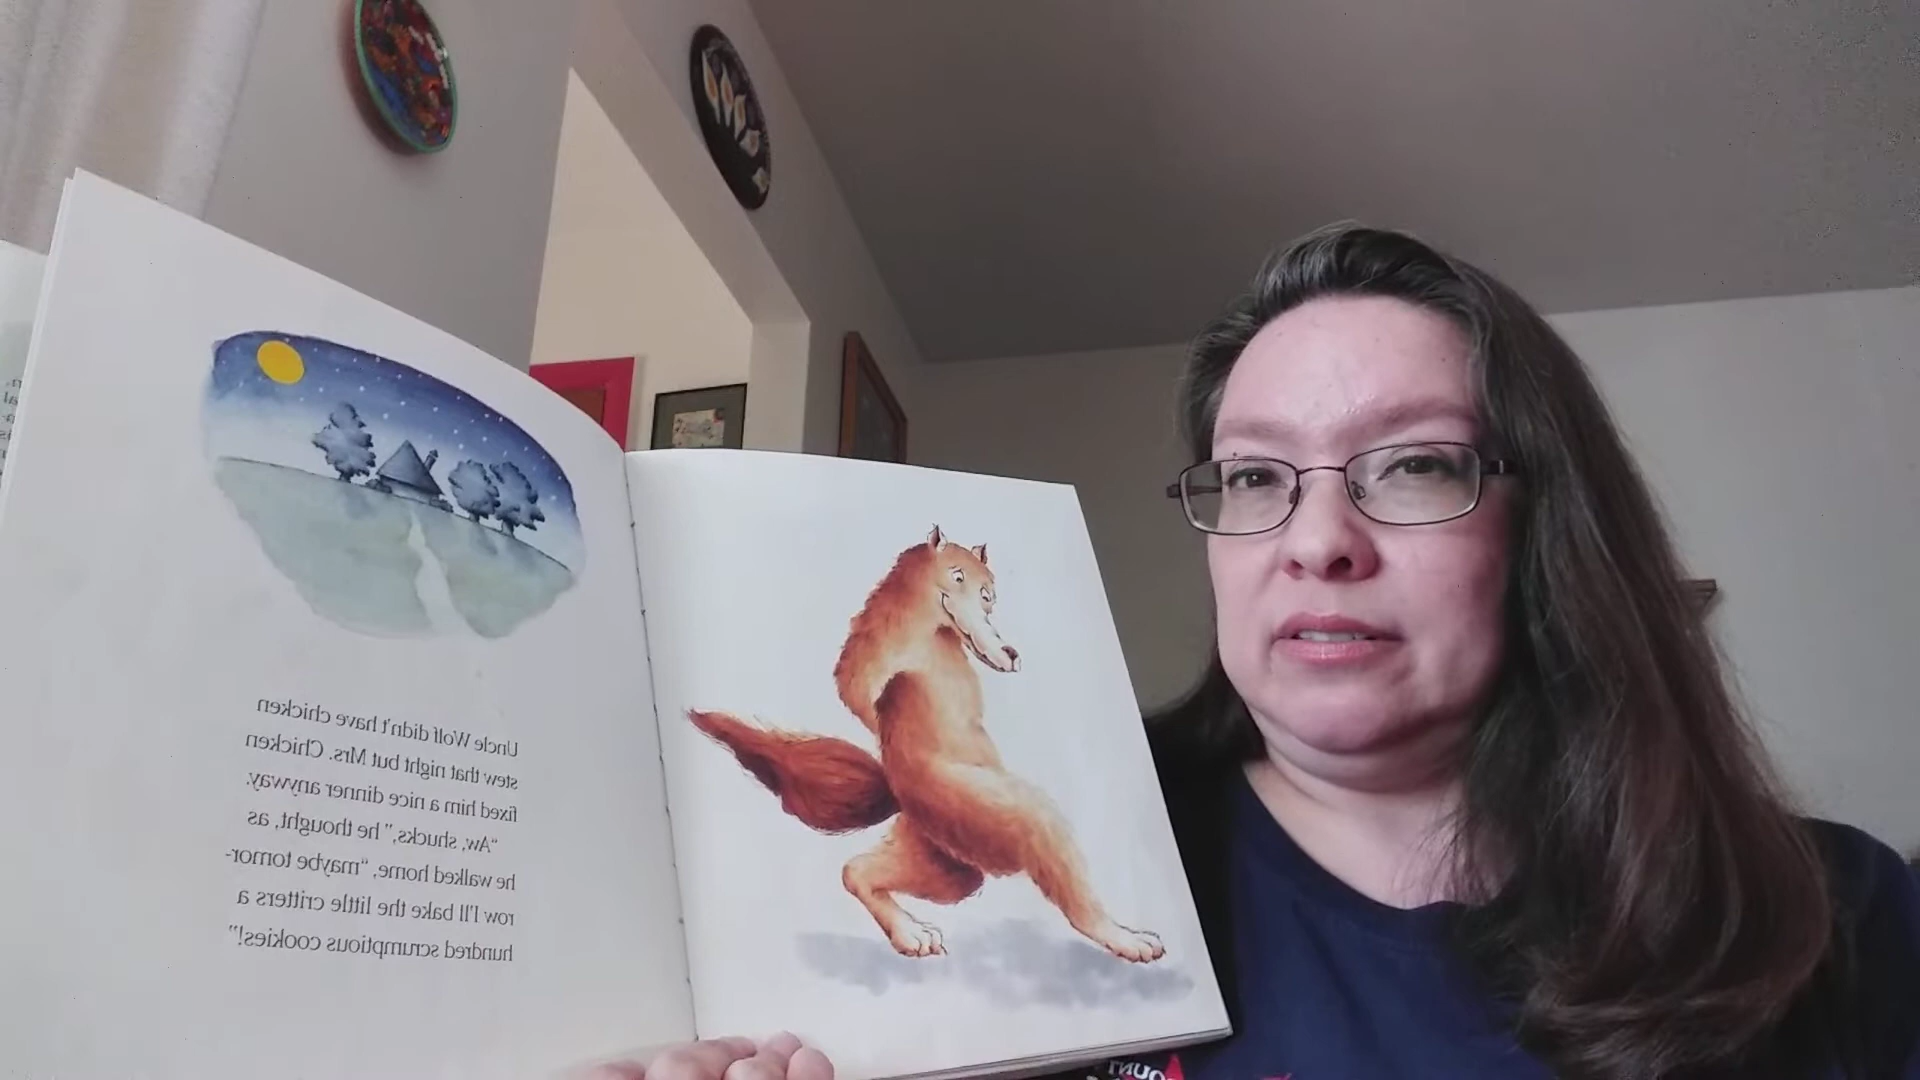 Uncle Wolf didn't have chicken
stew that night but Mrs. Chicken
fixed him a nice dinner anyway.
"Aw, shucks," he thought, as
he walked home, "maybe tomor-
row I'll bake the little critters a
hundred scrumptious cookies!"